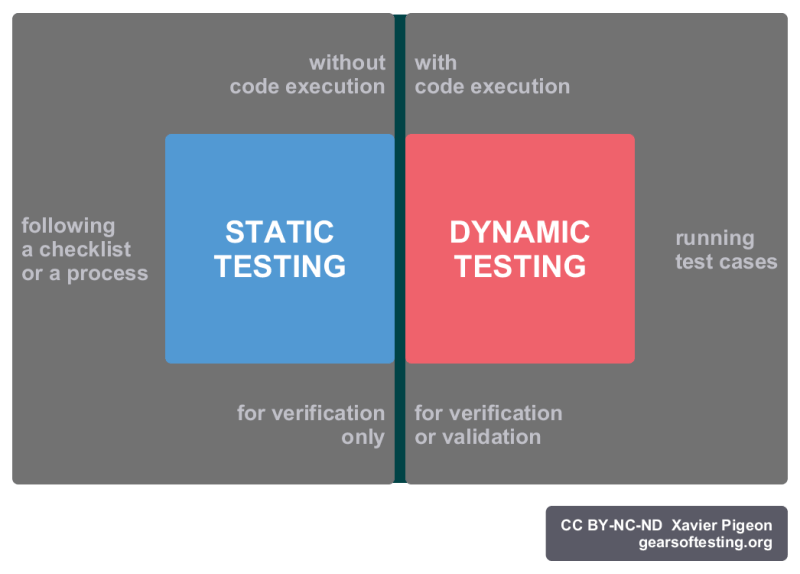 without
code execution
with
code execution
following
a checklist
or a process
STATIC
TESTING
DYNAMIC
TESTING
running
test cases
for verification
only
for verification
or validation
CC BY-NC-ND  Xavier Pigeon
gearsoftesting.org